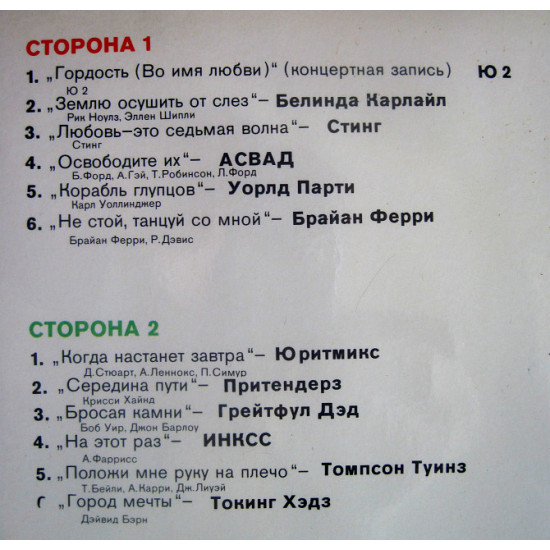 СТОРОНА 1
1. „Гордость (Во имя любви)“ (концертная запись) Ю 2
Ю 2
2. „Землю осушить от слез“– Белинда Карлайл
Рик Ноулз, Эллен Шипли
3. „Любовь–это седьмая волна“– Стинг
Стинг
4. „Освободите их“– АСВАД
Б.Форд, А.Гэй, Т.Робинсон, Л.Форд
5. „Корабль глупцов“– Уорлд Парти
Карл Уоллинджер
6. „Не стой, танцуй со мной“– Брайан Ферри
Брайан Ферри, Р.Дэвис
СТОРОНА 2
1. „Когда настанет завтра“– Юритмикс
Д.Стюарт, А.Леннокс, П.Симур
2. „Середина пути“– Притендерз
Крисси Хайнд
3. „Бросая камни“– Грейтфул Дэд
Боб Уир, Джон Барлоу
4. „На этот раз“– ИНКСС
А.Фаррисс
5. „Положи мне руку на плечо“– Томпсон Туинз
Т.Бейли, А.Карри, Дж.Лиуэй
„Город мечты“– Токинг Хэдз
Дэйвид Бэрн